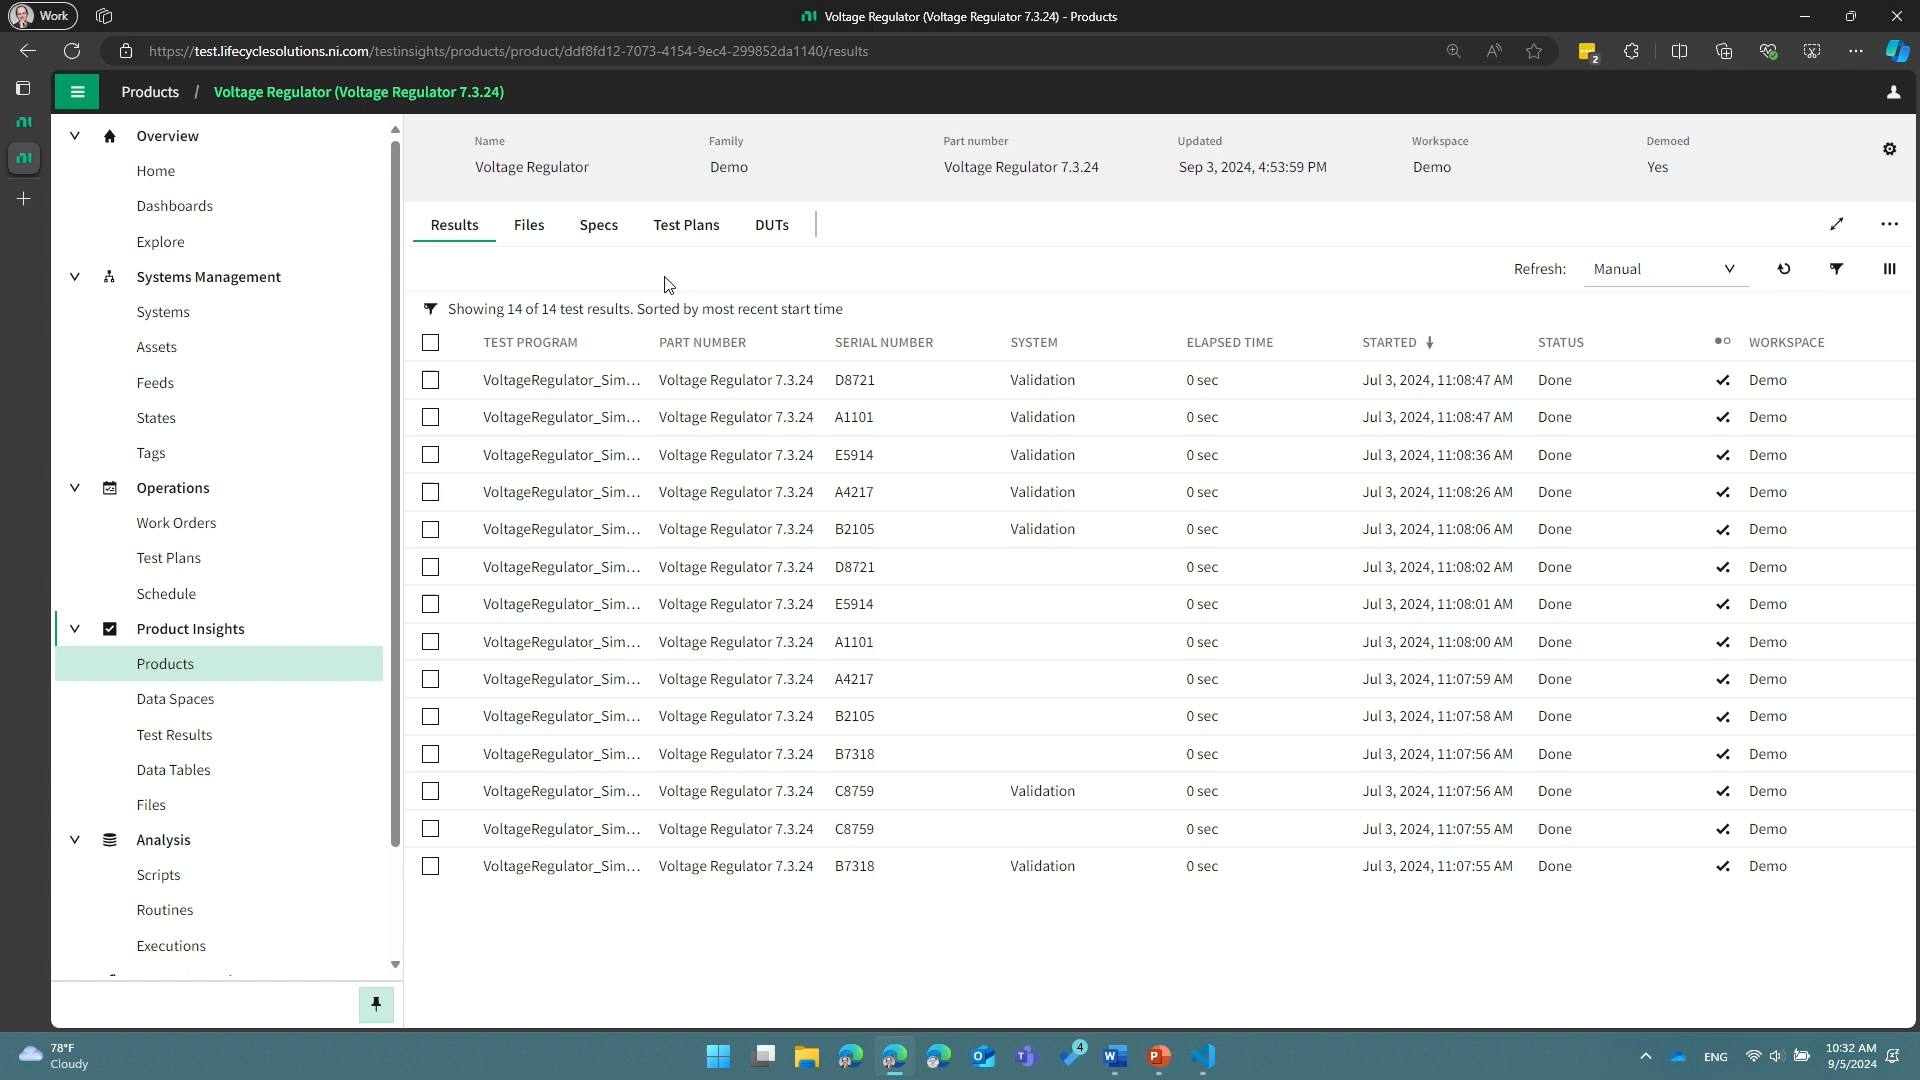 Work
Voltage Regulator (Voltage Regulator 7.3.24) - Products
https://test.lifecyclesolutions.ni.com/testinsights/products/product/ddf8fd12-7073-4154-9ec4-299852da1140/results
2
Products / Voltage Regulator (Voltage Regulator 7.3.24)
Overview
Home
Dashboards
Explore
Systems Management
Systems
Assets
Feeds
States
Tags
Operations
Work Orders
Test Plans
Schedule
Product Insights
Products
Data Spaces
Test Results
Data Tables
Files
Analysis
Scripts
Routines
Executions
Name Family Part number Updated Workspace Demoed
Voltage Regulator Demo Voltage Regulator 7.3.24 Sep 3, 2024, 4:53:59 PM Demo Yes
Results Files Specs Test Plans DUTs
Refresh: Manual
Showing 14 of 14 test results. Sorted by most recent start time
TEST PROGRAM PART NUMBER SERIAL NUMBER SYSTEM ELAPSED TIME STARTED STATUS WORKSPACE
VoltageRegulator_Sim... Voltage Regulator 7.3.24 D8721 Validation 0 sec Jul 3, 2024, 11:08:47 AM Done Demo
VoltageRegulator_Sim... Voltage Regulator 7.3.24 A1101 Validation 0 sec Jul 3, 2024, 11:08:47 AM Done Demo
VoltageRegulator_Sim... Voltage Regulator 7.3.24 E5914 Validation 0 sec Jul 3, 2024, 11:08:36 AM Done Demo
VoltageRegulator_Sim... Voltage Regulator 7.3.24 A4217 Validation 0 sec Jul 3, 2024, 11:08:26 AM Done Demo
VoltageRegulator_Sim... Voltage Regulator 7.3.24 B2105 Validation 0 sec Jul 3, 2024, 11:08:06 AM Done Demo
VoltageRegulator_Sim... Voltage Regulator 7.3.24 D8721 0 sec Jul 3, 2024, 11:08:02 AM Done Demo
VoltageRegulator_Sim... Voltage Regulator 7.3.24 E5914 0 sec Jul 3, 2024, 11:08:01 AM Done Demo
VoltageRegulator_Sim... Voltage Regulator 7.3.24 A1101 0 sec Jul 3, 2024, 11:08:00 AM Done Demo
VoltageRegulator_Sim... Voltage Regulator 7.3.24 A4217 0 sec Jul 3, 2024, 11:07:59 AM Done Demo
VoltageRegulator_Sim... Voltage Regulator 7.3.24 B2105 0 sec Jul 3, 2024, 11:07:58 AM Done Demo
VoltageRegulator_Sim... Voltage Regulator 7.3.24 B7318 0 sec Jul 3, 2024, 11:07:56 AM Done Demo
VoltageRegulator_Sim... Voltage Regulator 7.3.24 C8759 Validation 0 sec Jul 3, 2024, 11:07:56 AM Done Demo
VoltageRegulator_Sim... Voltage Regulator 7.3.24 C8759 0 sec Jul 3, 2024, 11:07:55 AM Done Demo
VoltageRegulator_Sim... Voltage Regulator 7.3.24 B7318 Validation 0 sec Jul 3, 2024, 11:07:55 AM Done Demo
78°F
Cloudy
4
ENG
10:32 AM
9/5/2024